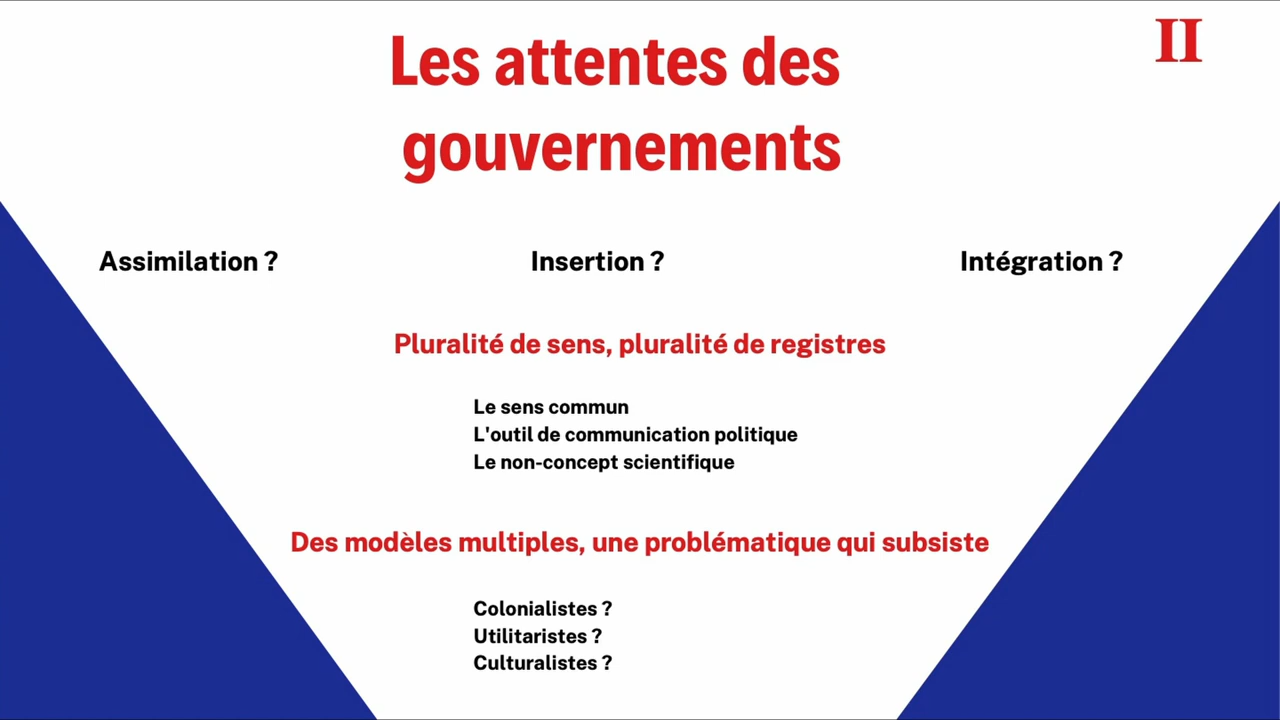 Les attentes des
gouvernements
II
Assimilation ?
Insertion ?
Intégration ?
Pluralité de sens, pluralité de registres
Le sens commun
L'outil de communication politique
Le non-concept scientifique
Des modèles multiples, une problématique qui subsiste
Colonialistes ?
Utilitaristes ?
Culturalistes ?